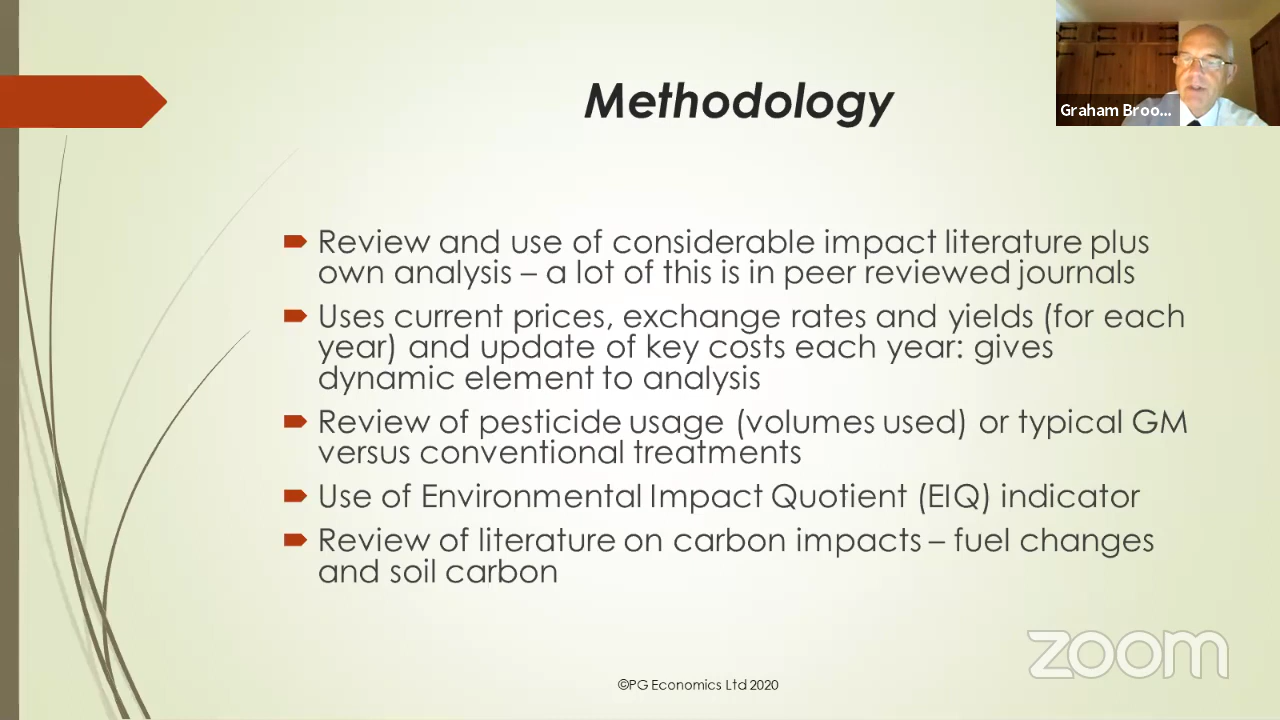 Methodology
Graham Broo...
Review and use of considerable impact literature plus
own analysis – a lot of this is in peer reviewed journals
Uses current prices, exchange rates and yields (for each
year) and update of key costs each year: gives
dynamic element to analysis
Review of pesticide usage (volumes used) or typical GM
versus conventional treatments
Use of Environmental Impact Quotient (EIQ) indicator
Review of literature on carbon impacts – fuel changes
and soil carbon
zoom
©PG Economics Ltd 2020